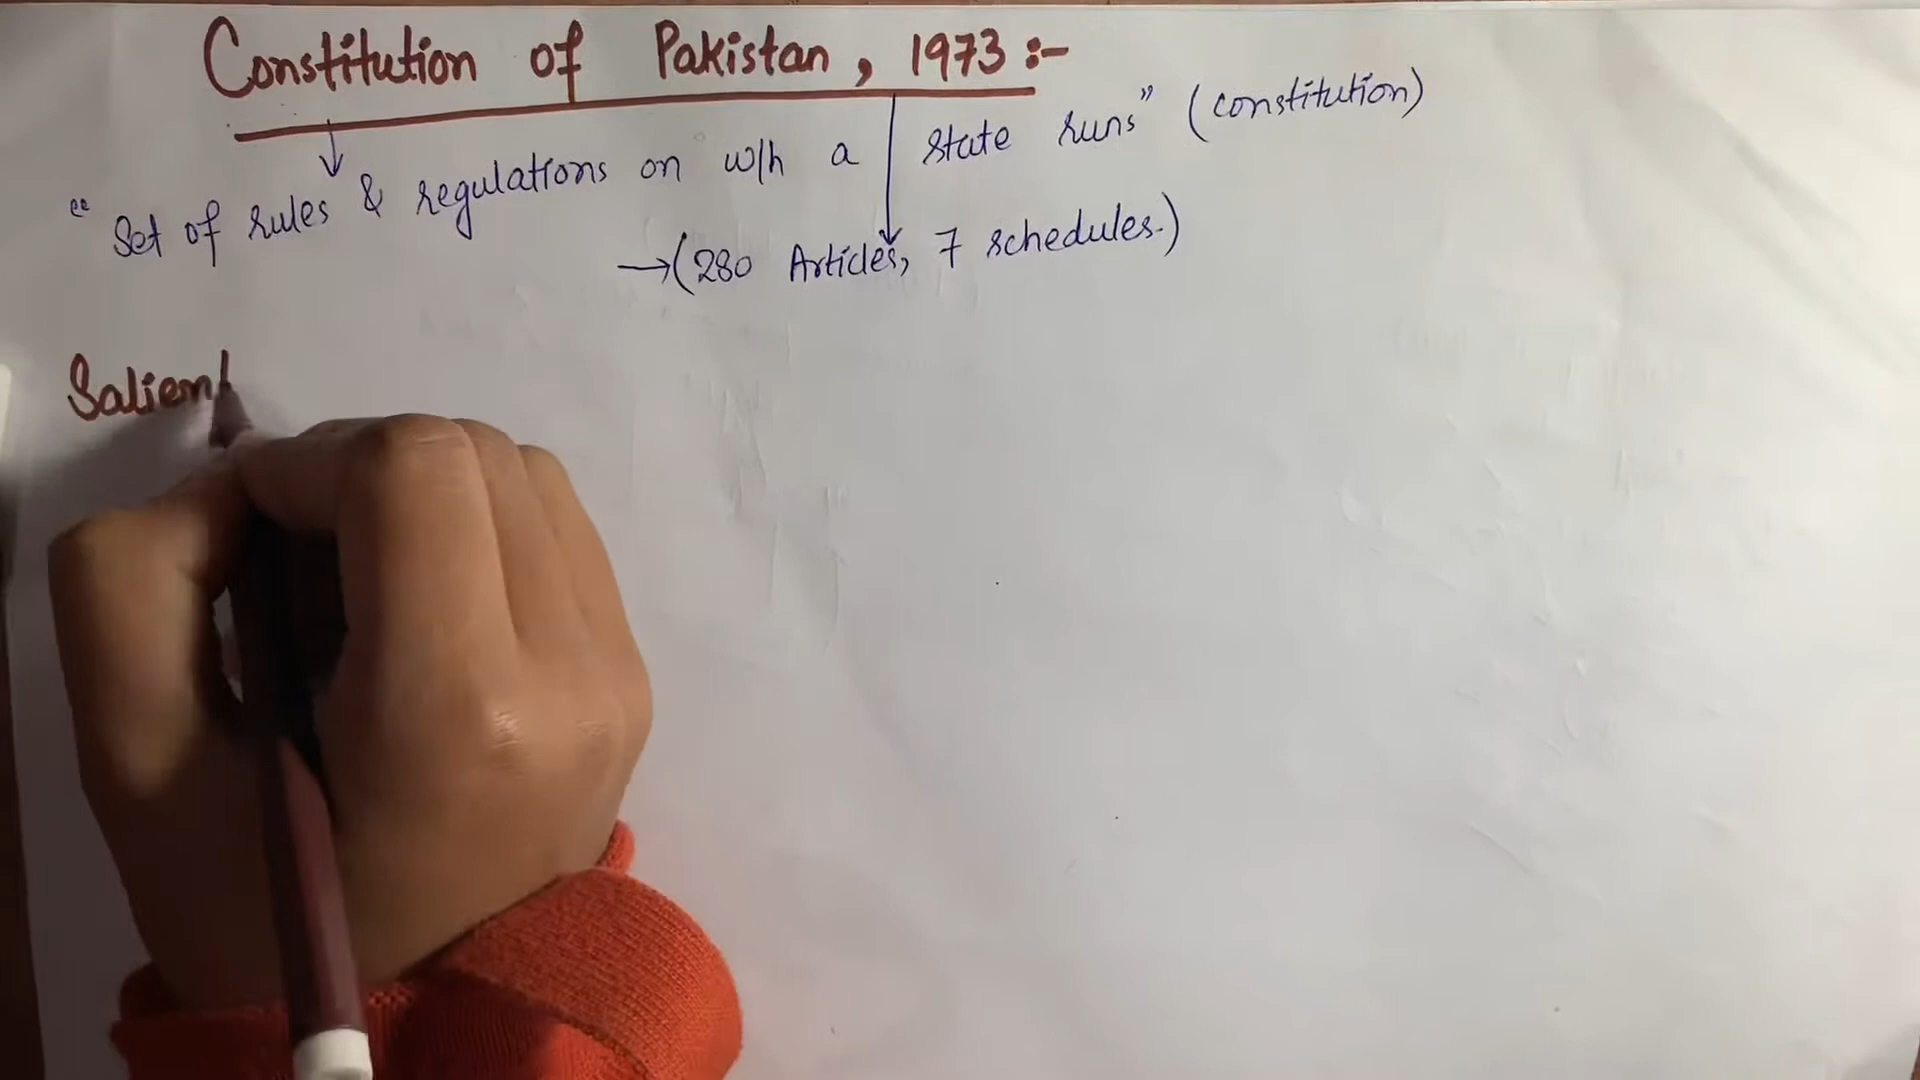 Constitution of Pakistan, 1973 :-
“Set of rules & regulations on w/h a state runs” (constitution)
→(280 Articles, 7 schedules.)
Salient